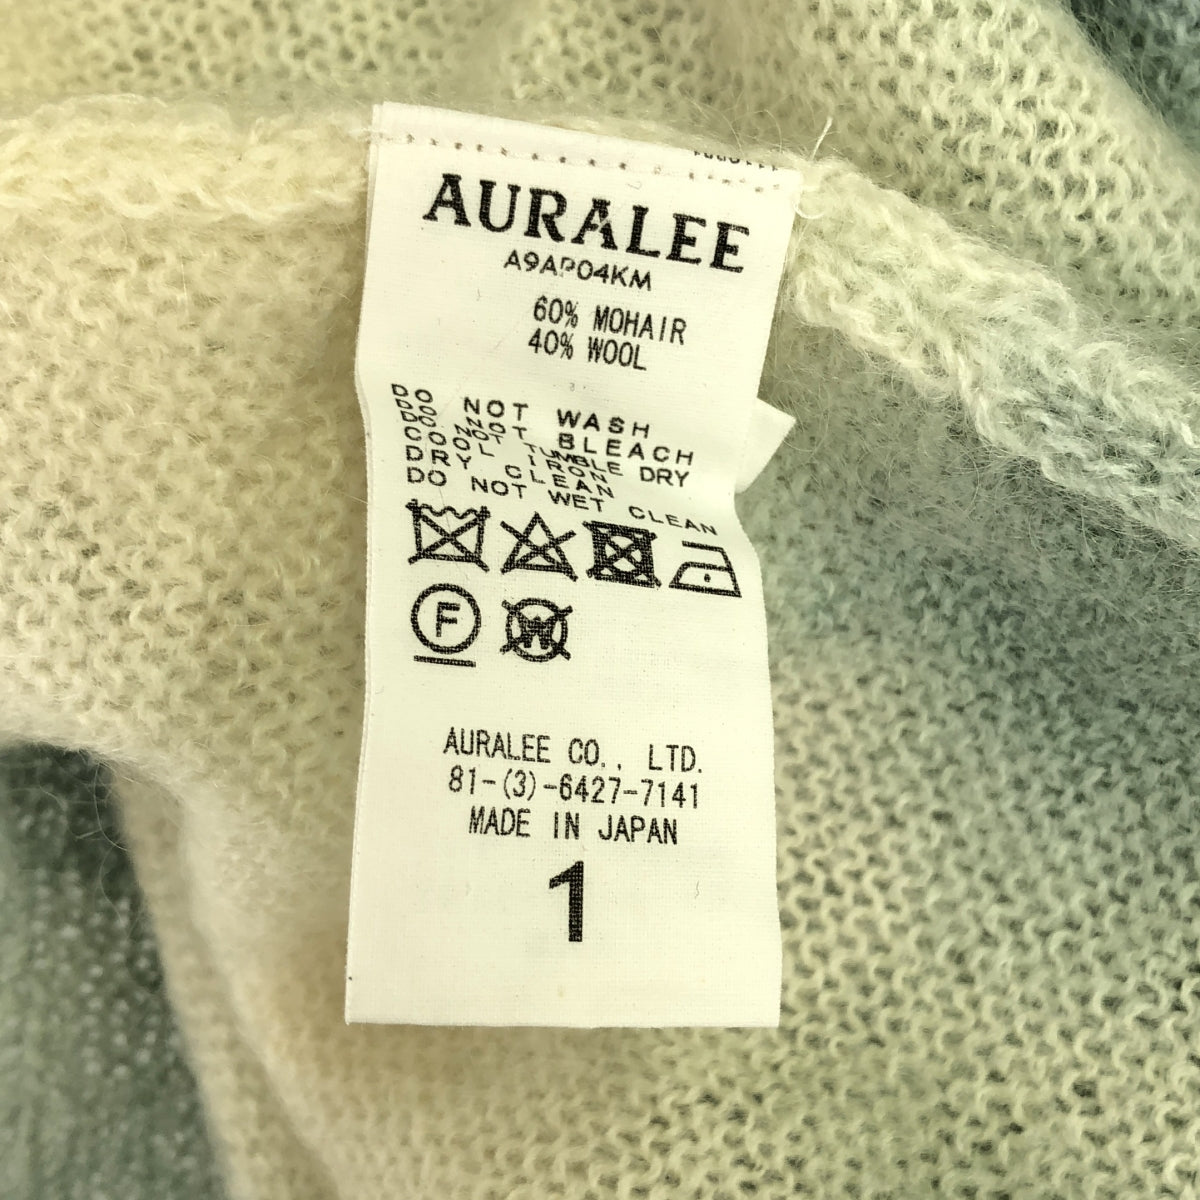 AURALEE
A9AP04KM
60% MOHAIR
40% WOOL
DO NOT WASH
DO NOT BLEACH
DO NOT TUMBLE DRY
COOL IRON
DRY CLEAN
DO NOT WET CLEAN
F
W
AURALEE CO., LTD.
81-(3)-6427-7141
MADE IN JAPAN
1